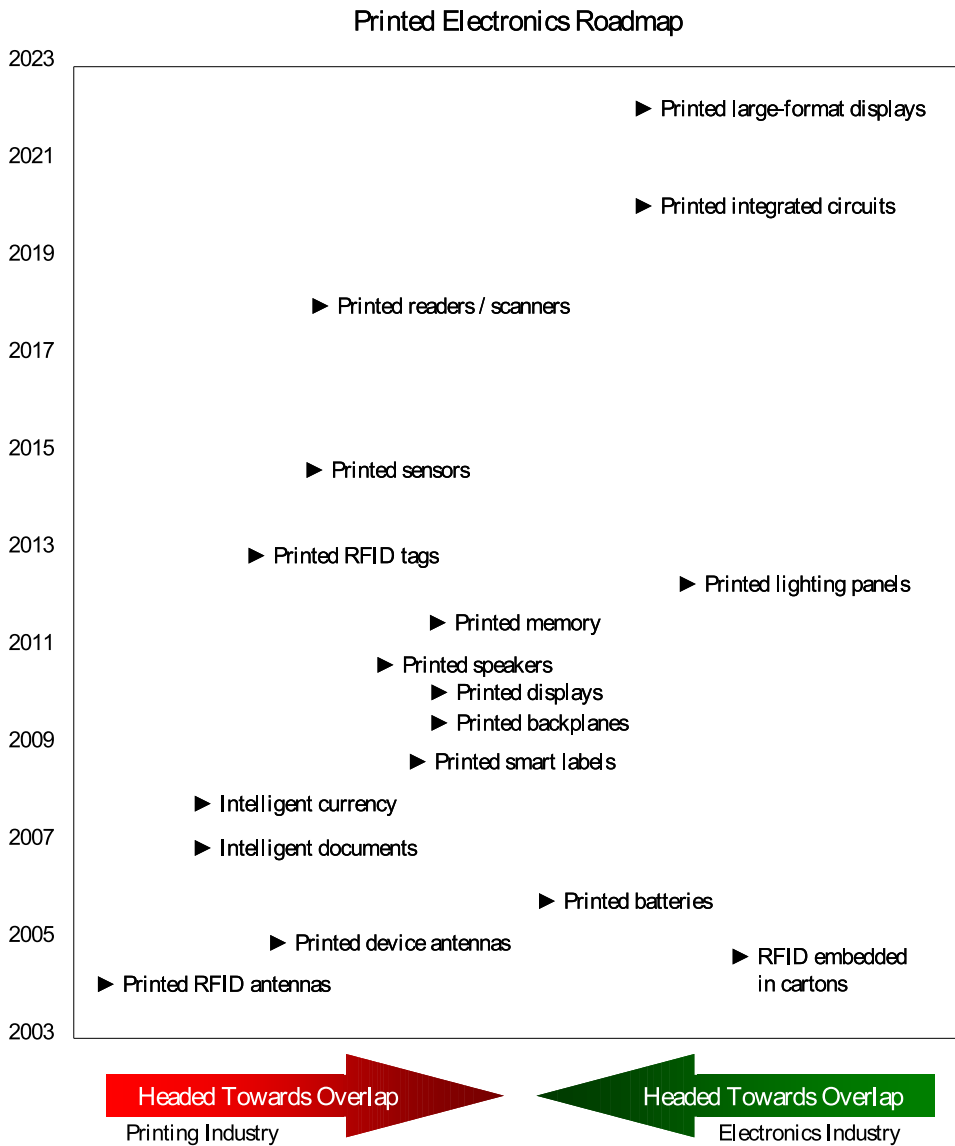 Printed Electronics Roadmap
2023
► Printed large-format displays
2021
► Printed integrated circuits
2019
► Printed readers / scanners
2017
2015
► Printed sensors
2013
► Printed RFID tags
► Printed lighting panels
► Printed memory
2011
► Printed speakers
► Printed displays
► Printed backplanes
2009
► Printed smart labels
► Intelligent currency
2007
► Intelligent documents
► Printed batteries
2005
► Printed device antennas
► RFID embedded
in cartons
► Printed RFID antennas
2003
Headed Towards Overlap
Headed Towards Overlap
Printing Industry
Electronics Industry